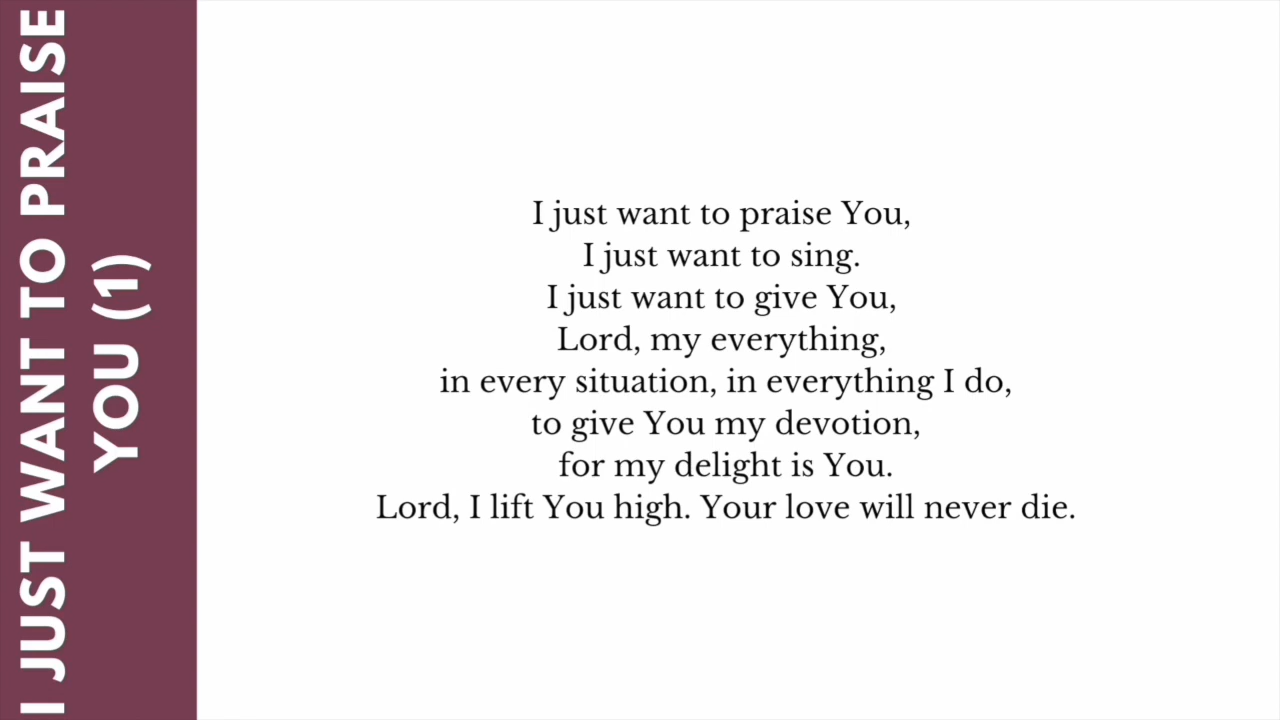 I JUST WANT TO PRAISE
YOU (1)
I just want to praise You,
I just want to sing.
I just want to give You,
Lord, my everything,
in every situation, in everything I do,
to give You my devotion,
for my delight is You.
Lord, I lift You high. Your love will never die.